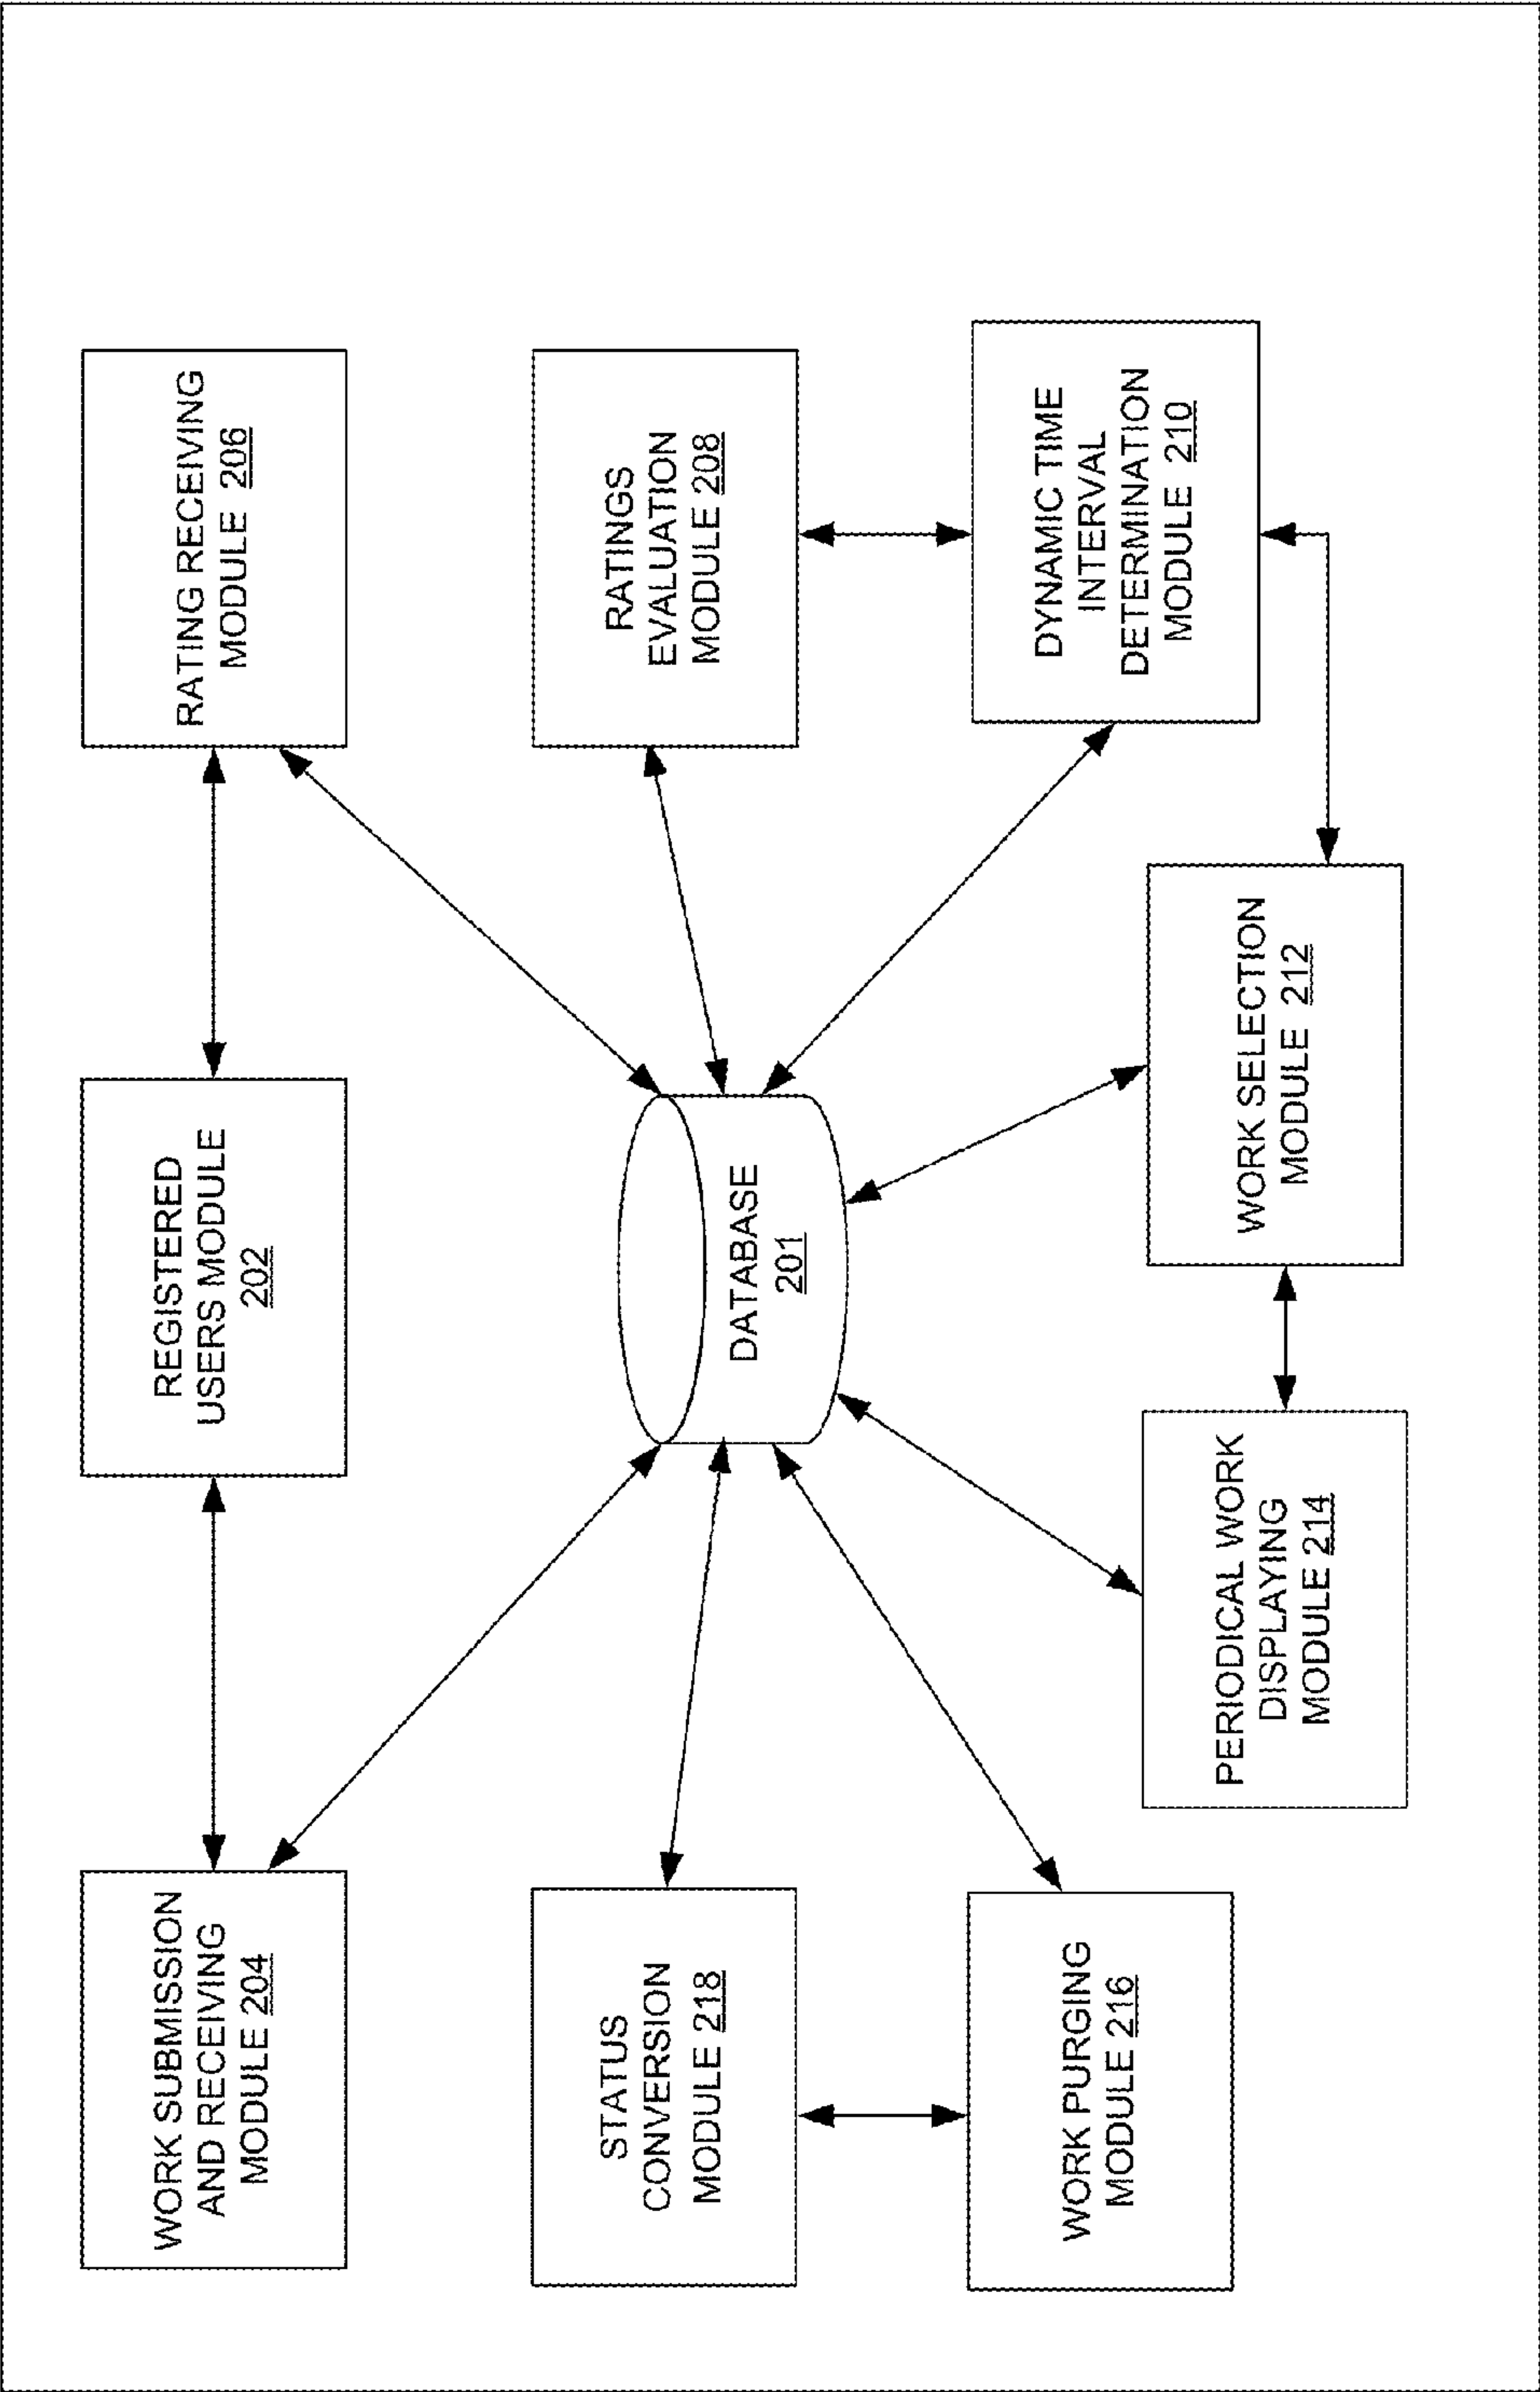 WORK SUBMISSION
AND RECEIVING
MODULE 204
REGISTERED
USERS MODULE
202
RATING RECEIVING
MODULE 206
STATUS
CONVERSION
MODULE 218
DATABASE
201
RATINGS
EVALUATION
MODULE 208
WORK PURGING
MODULE 216
DYNAMIC TIME
INTERVAL
DETERMINATION
MODULE 210
PERIODICAL WORK
DISPLAYING
MODULE 214
WORK SELECTION
MODULE 212